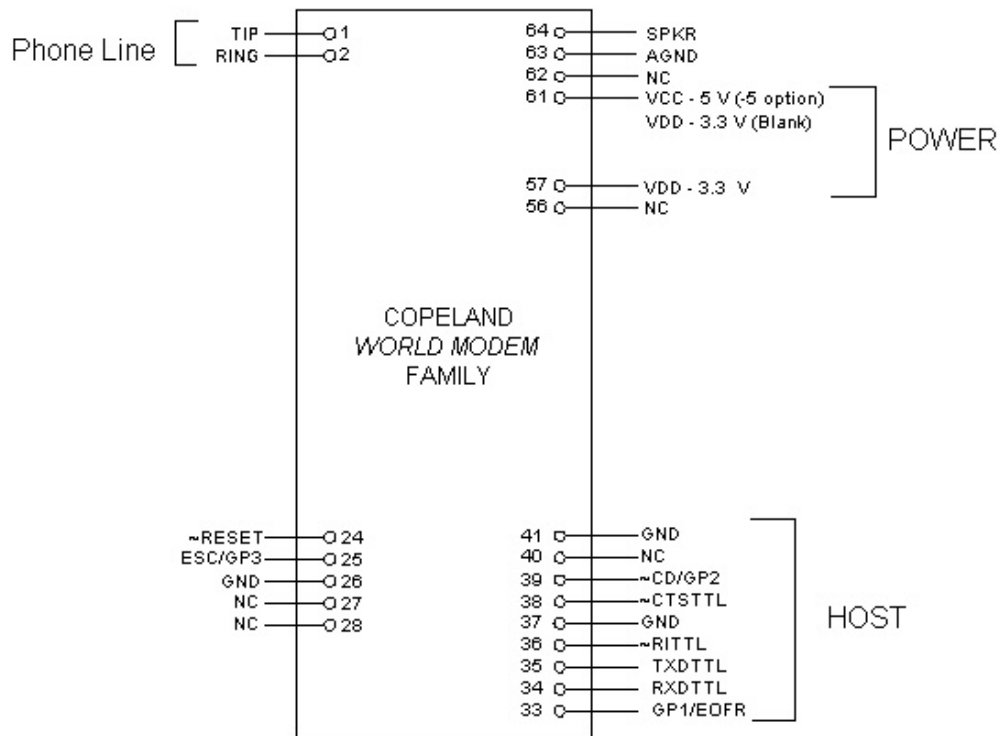 Phone Line
TIP 1
RING 2
64 SPKR
63 AGND
62 NC
61 VCC - 5 V (-5 option)
VDD - 3.3 V (Blank)
POWER
57 VDD - 3.3 V
56 NC
COPELAND
WORLD MODEM
FAMILY
~RESET 24
ESC/GP3 25
GND 26
NC 27
NC 28
41 GND
40 NC
39 ~CD/GP2
38 ~CTSTTL
37 GND
36 ~RITTL
35 TXDTTL
34 RXDTTL
33 GP1/EOFR
HOST